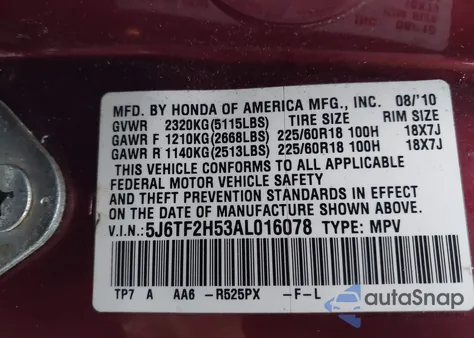 MFD. BY HONDA OF AMERICA MFG., INC. 08/'10
GVWR 2320KG(5115LBS) TIRE SIZE RIM SIZE
GAWR F 1210KG(2668LBS) 225/60R18 100H 18X7J
GAWR R 1140KG(2513LBS) 225/60R18 100H 18X7J
THIS VEHICLE CONFORMS TO ALL APPLICABLE
FEDERAL MOTOR VEHICLE SAFETY
AND THEFT PREVENTION STANDARDS IN EFFECT
ON THE DATE OF MANUFACTURE SHOWN ABOVE.
V.I.N.: 5J6TF2H53AL016078 TYPE: MPV
TP7 A AA6 -R525PX -F-L
autoSnap